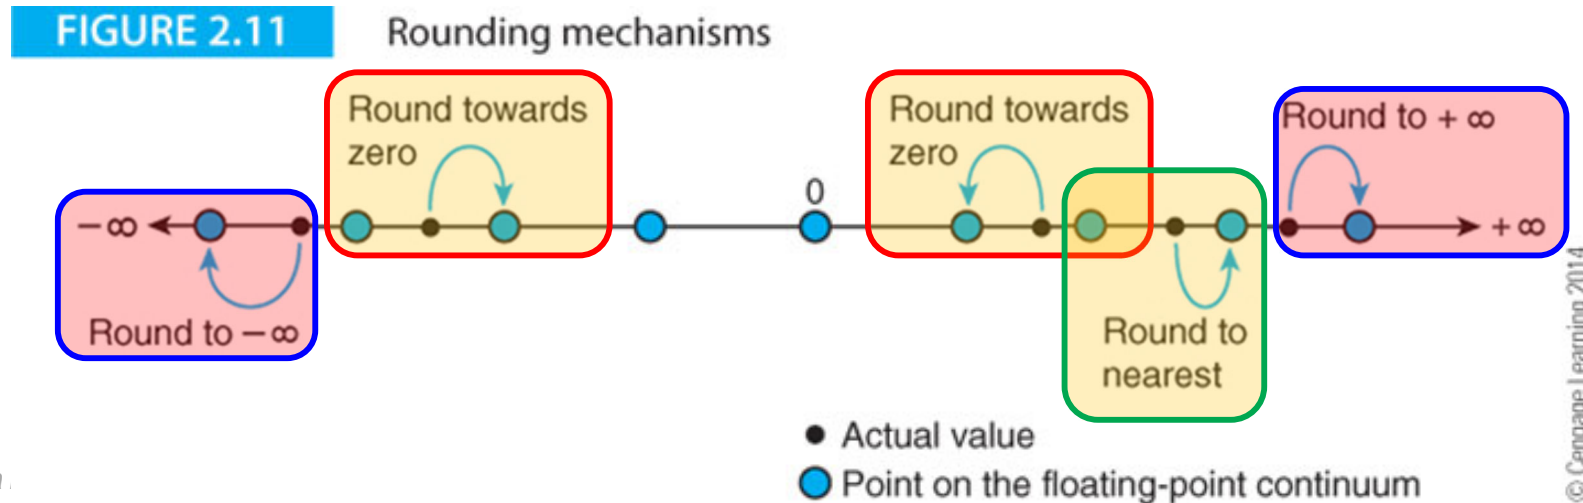 FIGURE 2.11 Rounding mechanisms
Round towards
zero
Round towards
zero
Round to + ∞
0
− ∞
+ ∞
Round to − ∞
Round to
nearest
Actual value
Point on the floating-point continuum
© Cengage Learning 2014